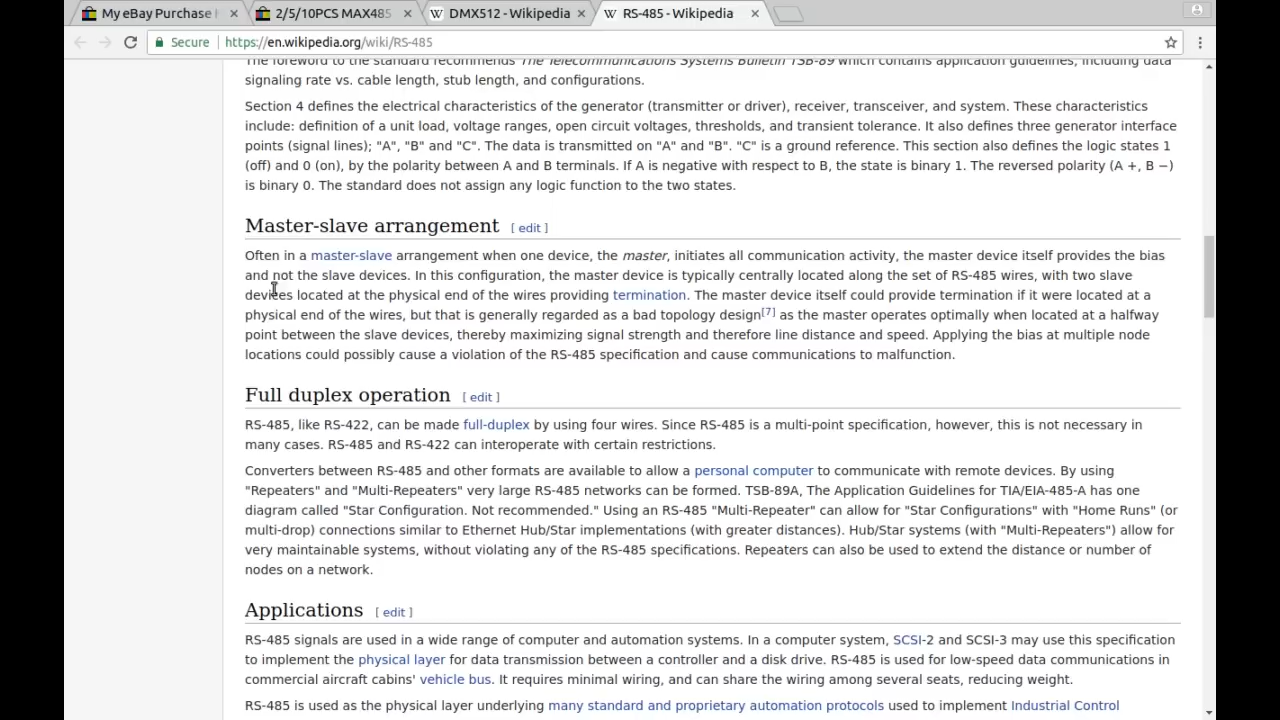 My eBay Purchase H
2/5/10PCS MAX485
DMX512 - Wikipedia
RS-485 - Wikipedia
Secure
https://en.wikipedia.org/wiki/RS-485
The foreword to the standard recommends The Telecommunications Systems Bulletin TSB-89 which contains application guidelines, including data
signaling rate vs. cable length, stub length, and configurations.
Section 4 defines the electrical characteristics of the generator (transmitter or driver), receiver, transceiver, and system. These characteristics
include: definition of a unit load, voltage ranges, open circuit voltages, thresholds, and transient tolerance. It also defines three generator interface
points (signal lines); "A", "B" and "C". The data is transmitted on "A" and "B". "C" is a ground reference. This section also defines the logic states 1
(off) and 0 (on), by the polarity between A and B terminals. If A is negative with respect to B, the state is binary 1. The reversed polarity (A +, B −)
is binary 0. The standard does not assign any logic function to the two states.
Master-slave arrangement [ edit ]
Often in a master-slave arrangement when one device, the master, initiates all communication activity, the master device itself provides the bias
and not the slave devices. In this configuration, the master device is typically centrally located along the set of RS-485 wires, with two slave
devices located at the physical end of the wires providing termination. The master device itself could provide termination if it were located at a
physical end of the wires, but that is generally regarded as a bad topology design[7] as the master operates optimally when located at a halfway
point between the slave devices, thereby maximizing signal strength and therefore line distance and speed. Applying the bias at multiple node
locations could possibly cause a violation of the RS-485 specification and cause communications to malfunction.
Full duplex operation [ edit ]
RS-485, like RS-422, can be made full-duplex by using four wires. Since RS-485 is a multi-point specification, however, this is not necessary in
many cases. RS-485 and RS-422 can interoperate with certain restrictions.
Converters between RS-485 and other formats are available to allow a personal computer to communicate with remote devices. By using
"Repeaters" and "Multi-Repeaters" very large RS-485 networks can be formed. TSB-89A, The Application Guidelines for TIA/EIA-485-A has one
diagram called "Star Configuration. Not recommended." Using an RS-485 "Multi-Repeater" can allow for "Star Configurations" with "Home Runs" (or
multi-drop) connections similar to Ethernet Hub/Star implementations (with greater distances). Hub/Star systems (with "Multi-Repeaters") allow for
very maintainable systems, without violating any of the RS-485 specifications. Repeaters can also be used to extend the distance or number of
nodes on a network.
Applications [ edit ]
RS-485 signals are used in a wide range of computer and automation systems. In a computer system, SCSI-2 and SCSI-3 may use this specification
to implement the physical layer for data transmission between a controller and a disk drive. RS-485 is used for low-speed data communications in
commercial aircraft cabins' vehicle bus. It requires minimal wiring, and can share the wiring among several seats, reducing weight.
RS-485 is used as the physical layer underlying many standard and proprietary automation protocols used to implement Industrial Control